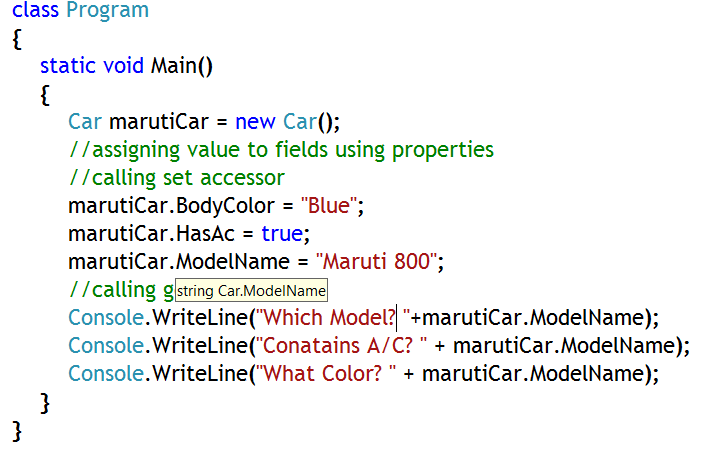 class Program
{
static void Main()
{
Car marutiCar = new Car();
//assigning value to fields using properties
//calling set accessor
marutiCar.BodyColor = "Blue";
marutiCar.HasAc = true;
marutiCar.ModelName = "Maruti 800";
//calling g
string Car.ModelName
Console.WriteLine("Which Model? "+marutiCar.ModelName);
Console.WriteLine("Conatains A/C? " + marutiCar.ModelName);
Console.WriteLine("What Color? " + marutiCar.ModelName);
}
}